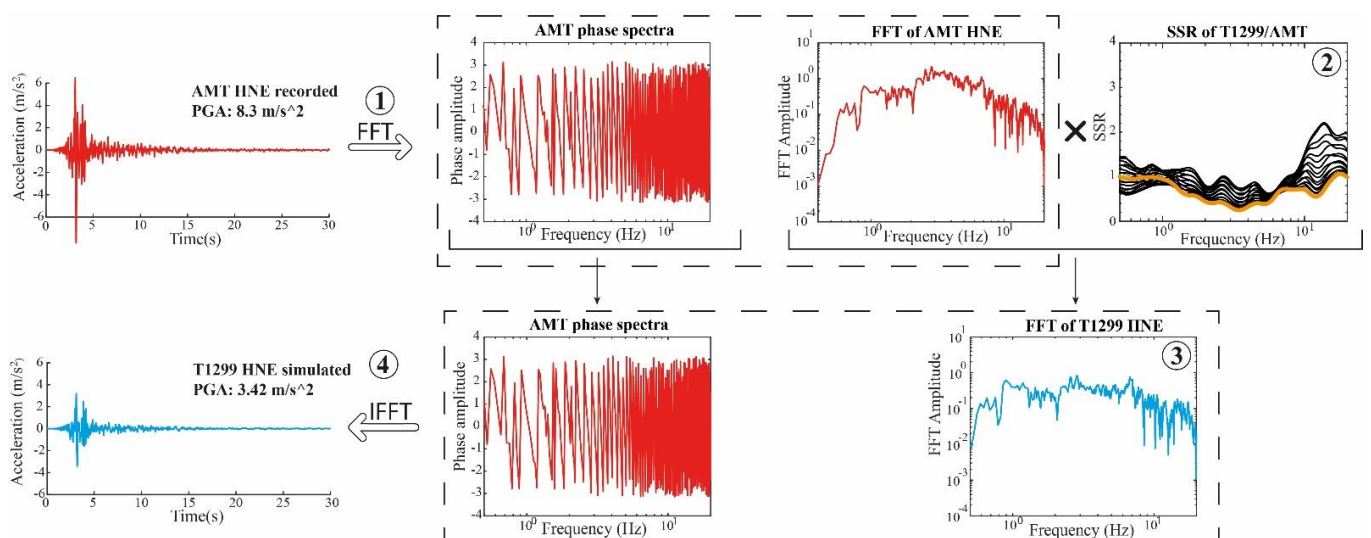 AMT HNE recorded
PGA: 8.3 m/s^2
Acceleration (m/s²)
6
4
2
0
-2
-4
-6
0 5 10 15 20 25 30
Time(s)
①
FFT
AMT phase spectra
Phase amplitude
4
3
2
1
0
-1
-2
-3
-4
10⁰ 10¹
Frequency (Hz)
FFT of AMT HNE
FFT Amplitude
10¹
10⁰
10⁻¹
10⁻²
10⁻³
10⁻⁴
10⁰ 10¹
Frequency (Hz)
×
SSR of T1299/AMT
②
SSR
4
3
2
1
0
10⁰ 10¹
Frequency (Hz)
T1299 HNE simulated
PGA: 3.42 m/s^2
Acceleration (m/s²)
6
4
2
0
-2
-4
-6
0 5 10 15 20 25 30
Time(s)
④
IFFT
AMT phase spectra
Phase amplitude
4
3
2
1
0
-1
-2
-3
-4
10⁰ 10¹
Frequency (Hz)
FFT of T1299 HNE
③
FFT Amplitude
10¹
10⁰
10⁻¹
10⁻²
10⁻³
10⁻⁴
10⁰ 10¹
Frequency (Hz)